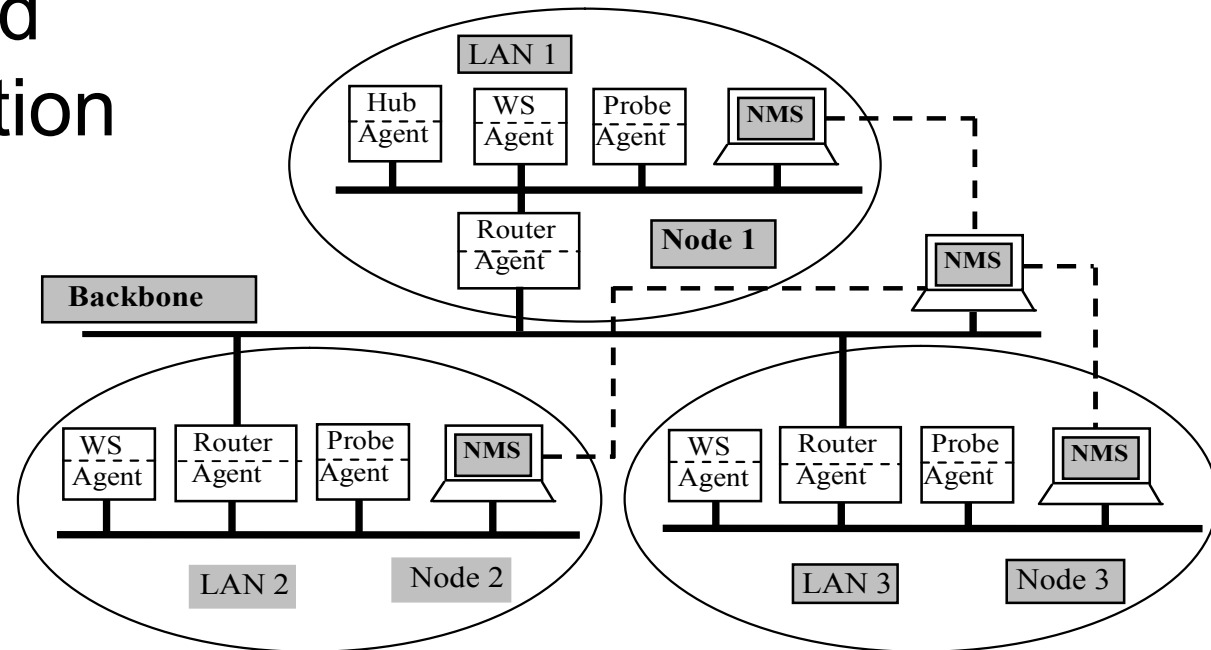 d
tion
LAN 1
Hub
Agent
WS
Agent
Probe
Agent
NMS
Router
Agent
Node 1
NMS
Backbone
WS
Agent
Router
Agent
Probe
Agent
NMS
LAN 2
Node 2
WS
Agent
Router
Agent
Probe
Agent
NMS
LAN 3
Node 3